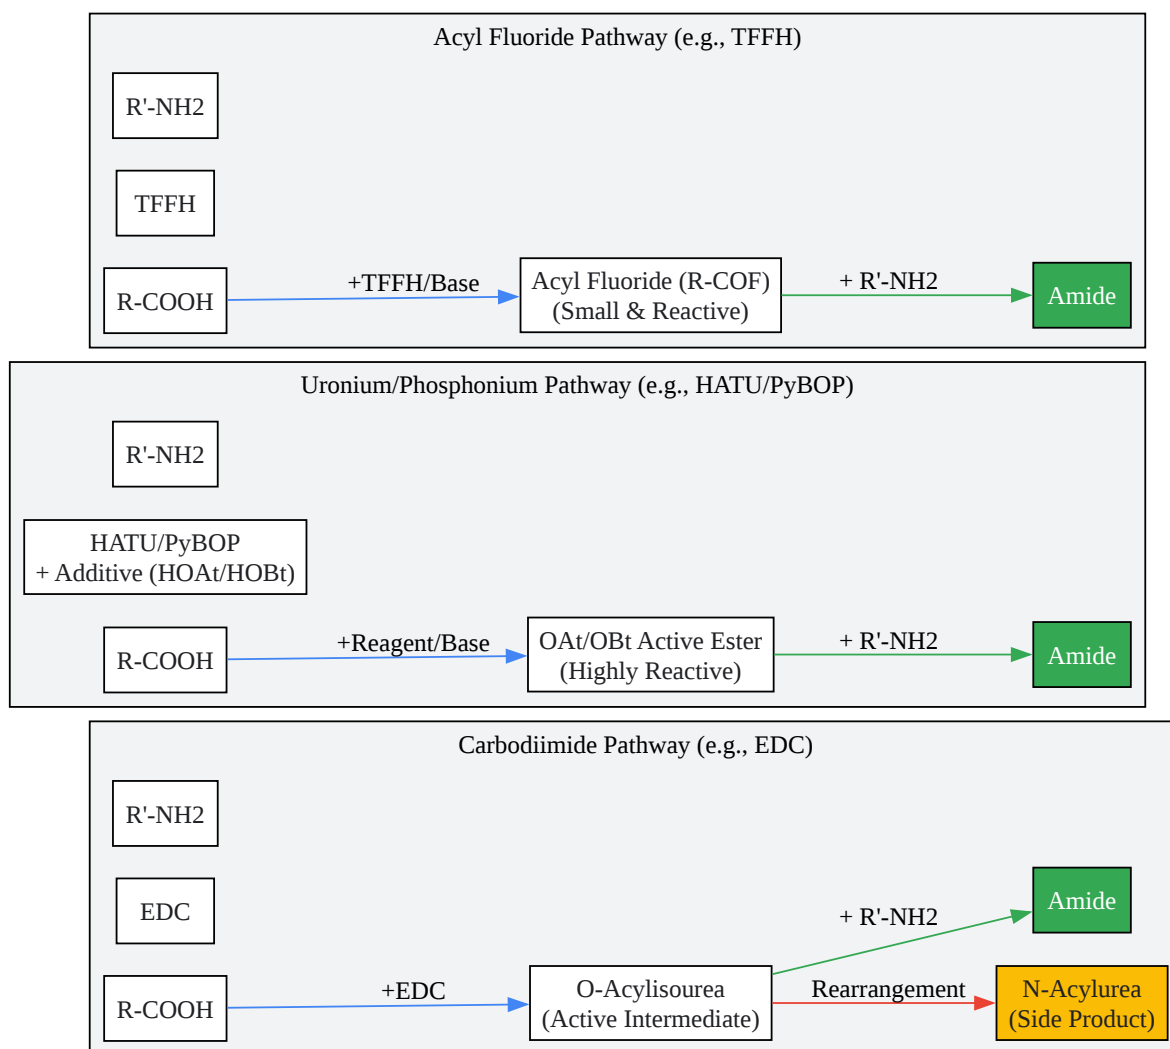 Acyl Fluoride Pathway (e.g., TFFH)
R'-NH2
TFFH
R-COOH
+TFFH/Base
Acyl Fluoride (R-COF)
(Small & Reactive)
+ R'-NH2
Amide
Uronium/Phosphonium Pathway (e.g., HATU/PyBOP)
R'-NH2
HATU/PyBOP
+ Additive (HOAt/HOBt)
R-COOH
+Reagent/Base
OAt/OBt Active Ester
(Highly Reactive)
+ R'-NH2
Amide
Carbodiimide Pathway (e.g., EDC)
R'-NH2
EDC
R-COOH
+EDC
O-Acylisourea
(Active Intermediate)
+ R'-NH2
Amide
Rearrangement
N-Acylurea
(Side Product)